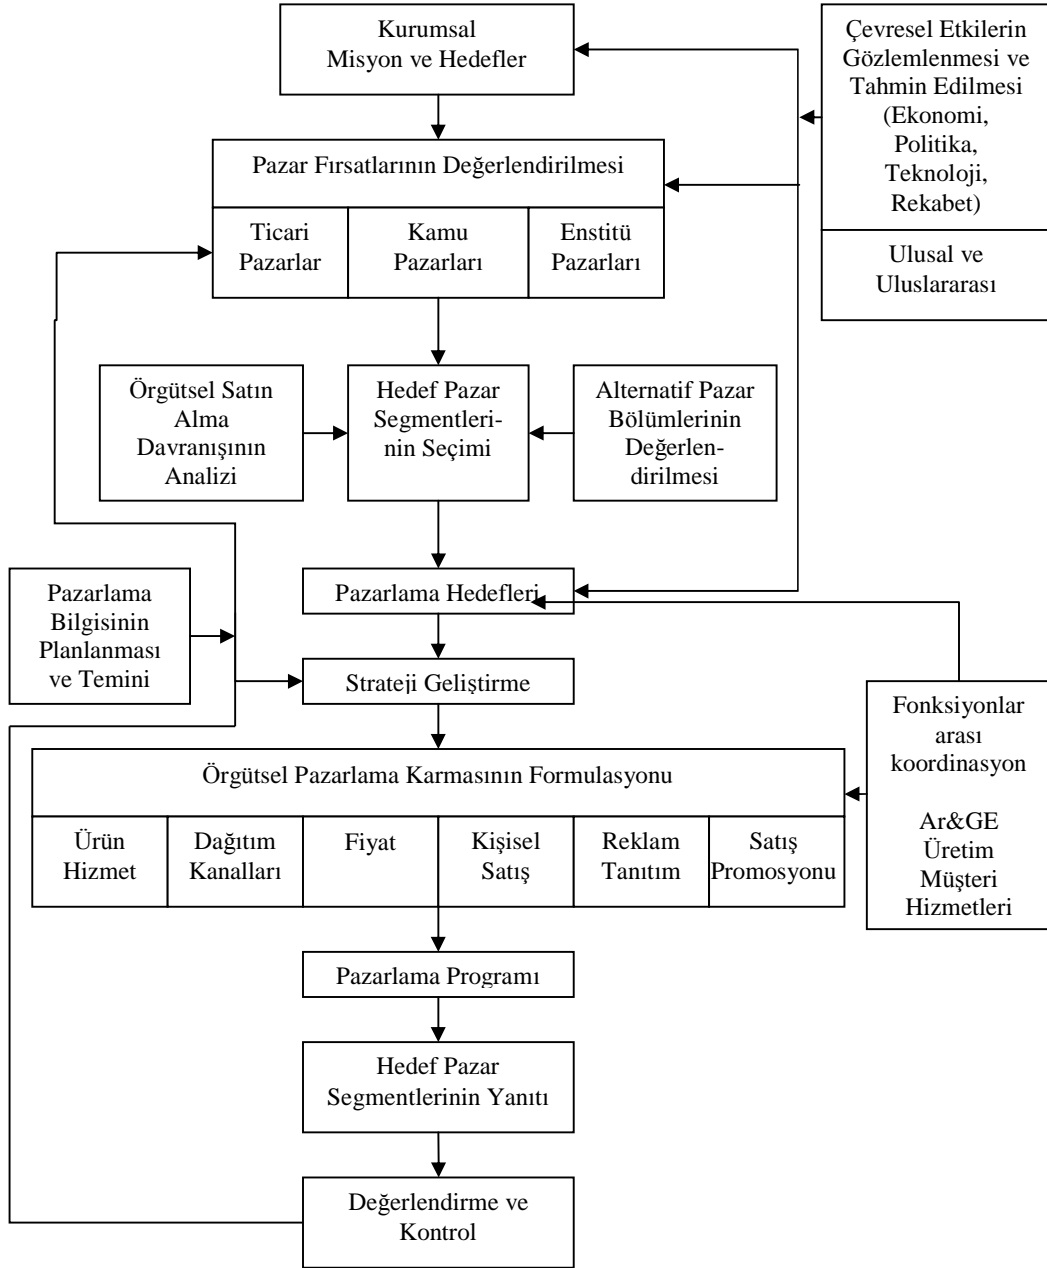 Kurumsal
Misyon ve Hedefler
Çevresel Etkilerin
Gözlemlenmesi ve
Tahmin Edilmesi
(Ekonomi,
Politika,
Teknoloji,
Rekabet)
Ulusal ve
Uluslararası
Pazar Fırsatlarının Değerlendirilmesi
Ticari
Pazarlar
Kamu
Pazarları
Enstitü
Pazarları
Örgütsel Satın
Alma
Davranışının
Analizi
Hedef Pazar
Segmentleri-
nin Seçimi
Alternatif Pazar
Bölümlerinin
Değerlen-
dirilmesi
Pazarlama Hedefleri
Pazarlama
Bilgisinin
Planlanması
ve Temini
Strateji Geliştirme
Fonksiyonlar
arası
koordinasyon
Ar&GE
Üretim
Müşteri
Hizmetleri
Örgütsel Pazarlama Karmasının Formulasyonu
Ürün
Hizmet
Dağıtım
Kanalları
Fiyat
Kişisel
Satış
Reklam
Tanıtım
Satış
Promosyonu
Pazarlama Programı
Hedef Pazar
Segmentlerinin Yanıtı
Değerlendirme ve
Kontrol